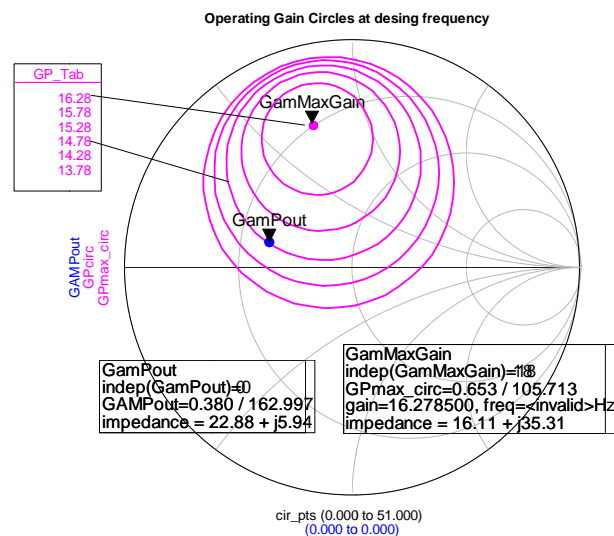 Operating Gain Circles at desing frequency
GP_Tab
16.28
15.78
15.28
14.78
14.28
13.78
GamMaxGain
GamPout
GAMPout
GPcirc
GPmax_circ
GamPout
indep(GamPout)=0
GAMPout=0.380 / 162.997
impedance = 22.88 + j5.94
GamMaxGain
indep(GamMaxGain)=
GPmax_circ=0.653 / 105.713
gain=16.278500, freq=<invalid>Hz
impedance = 16.11 + j35.31
cir_pts (0.000 to 51.000)
(0.000 to 0.000)